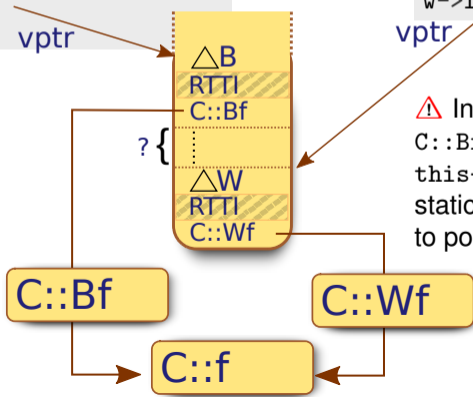 vptr
w->
vptr
△B
RTTI
C::Bf
?
△W
RTTI
C::Wf
⚠ In
C::B
this
static
to po
C::Bf
C::Wf
C::f